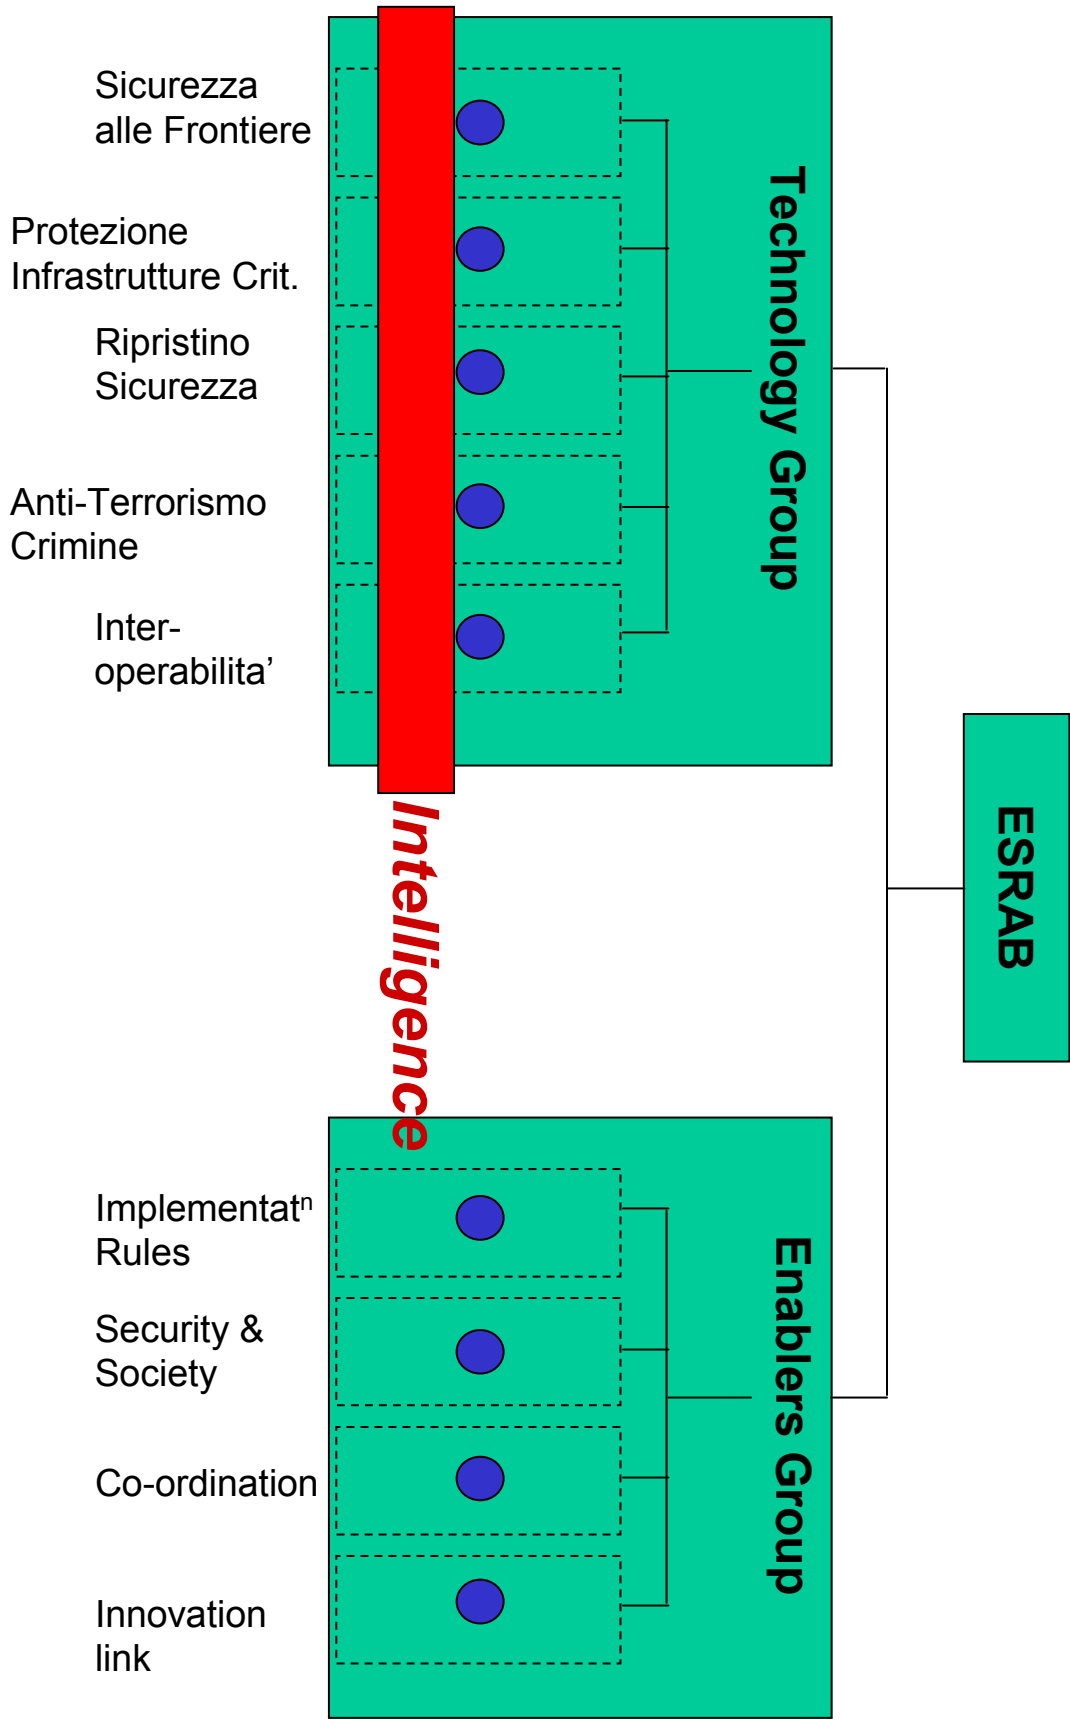 Sicurezza
alle Frontiere
Protezione
Infrastrutture Crit.
Ripristino
Sicurezza
Anti-Terrorismo
Crimine
Inter-
operabilita’
Technology Group
Intelligence
ESRAB
Implementatⁿ
Rules
Security &
Society
Co-ordination
Innovation
link
Enablers Group